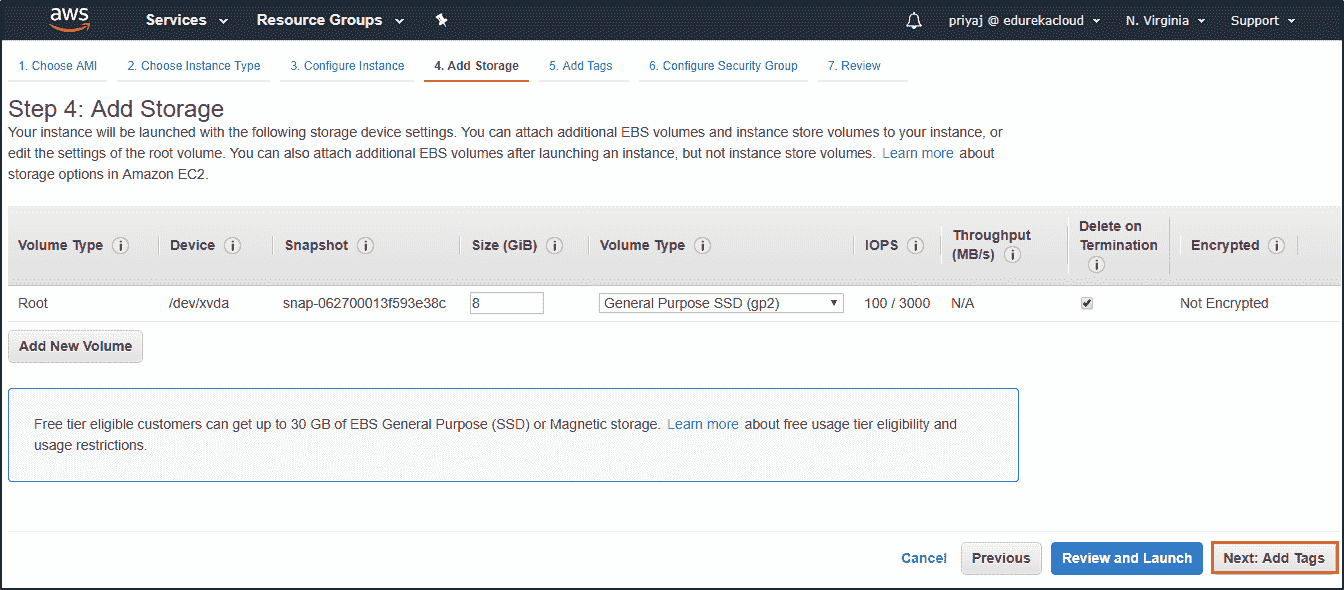 aws Services Resource Groups priyaj @ edurekacloud N. Virginia Support
1. Choose AMI 2. Choose Instance Type 3. Configure Instance 4. Add Storage 5. Add Tags 6. Configure Security Group 7. Review
Step 4: Add Storage
Your instance will be launched with the following storage device settings. You can attach additional EBS volumes and instance store volumes to your instance, or
edit the settings of the root volume. You can also attach additional EBS volumes after launching an instance, but not instance store volumes. Learn more about
storage options in Amazon EC2.
Volume Type i Device i Snapshot i Size (GiB) i Volume Type i IOPS i Throughput (MB/s) i Delete on Termination i Encrypted i
Root /dev/xvda snap-062700013f593e38c 8 General Purpose SSD (gp2) 100 / 3000 N/A Not Encrypted
Add New Volume
Free tier eligible customers can get up to 30 GB of EBS General Purpose (SSD) or Magnetic storage. Learn more about free usage tier eligibility and
usage restrictions.
Cancel Previous Review and Launch Next: Add Tags